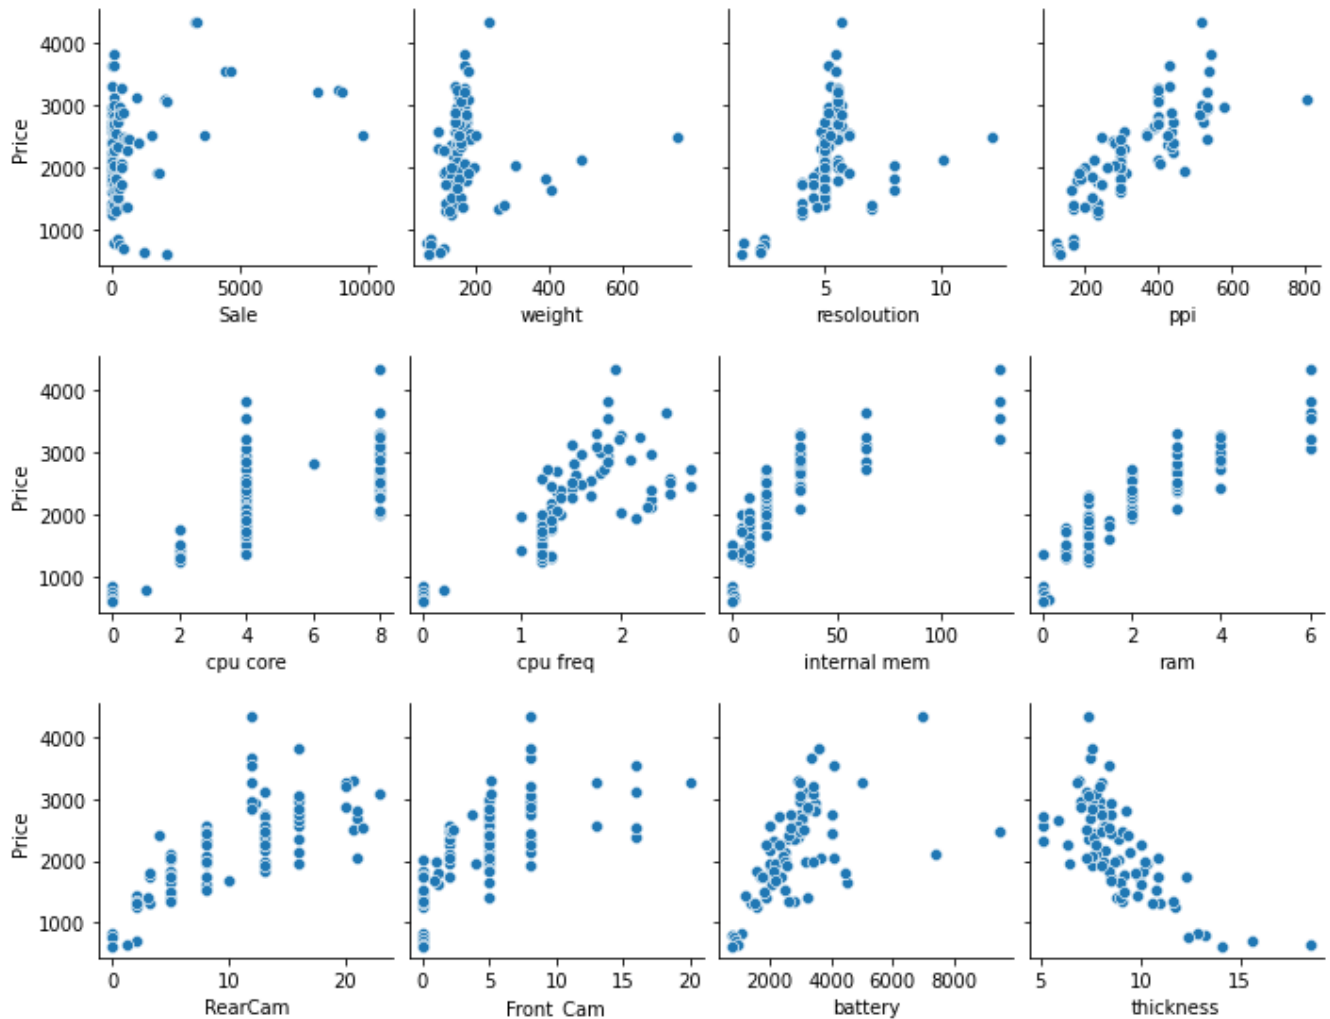 4000
3000
Price
2000
1000
0 5000 10000 200 400 600 5 10 200 400 600 800
Sale weight resoloution ppi
4000
3000
Price
2000
1000
0 2 4 6 8 0 1 2 0 50 100 0 2 4 6
cpu core cpu freq internal mem ram
4000
3000
Price
2000
1000
0 10 20 0 5 10 15 20 2000 4000 6000 8000 5 10 15
RearCam Front_Cam battery thickness